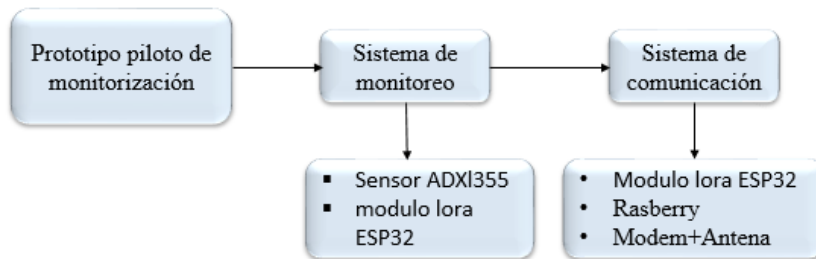 Prototipo piloto de
monitorización
Sistema de
monitoreo
Sistema de
comunicación
▪ Sensor ADXl355
▪ modulo lora
ESP32
• Modulo lora ESP32
• Rasberry
• Modem+Antena